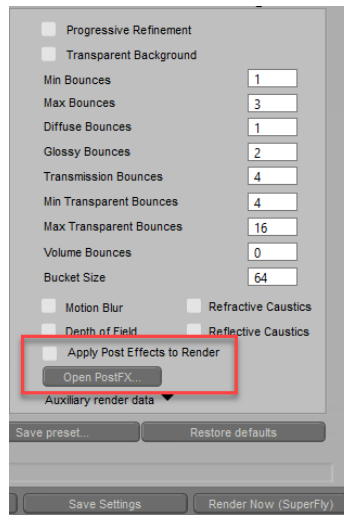 Progressive Refinement
Transparent Background
Min Bounces 1
Max Bounces 3
Diffuse Bounces 1
Glossy Bounces 2
Transmission Bounces 4
Min Transparent Bounces 4
Max Transparent Bounces 16
Volume Bounces 0
Bucket Size 64
Motion Blur Refractive Caustics
Depth of Field Reflective Caustics
Apply Post Effects to Render
Open PostFX...
Auxiliary render data
Save preset... Restore defaults
Save Settings Render Now (SuperFly)